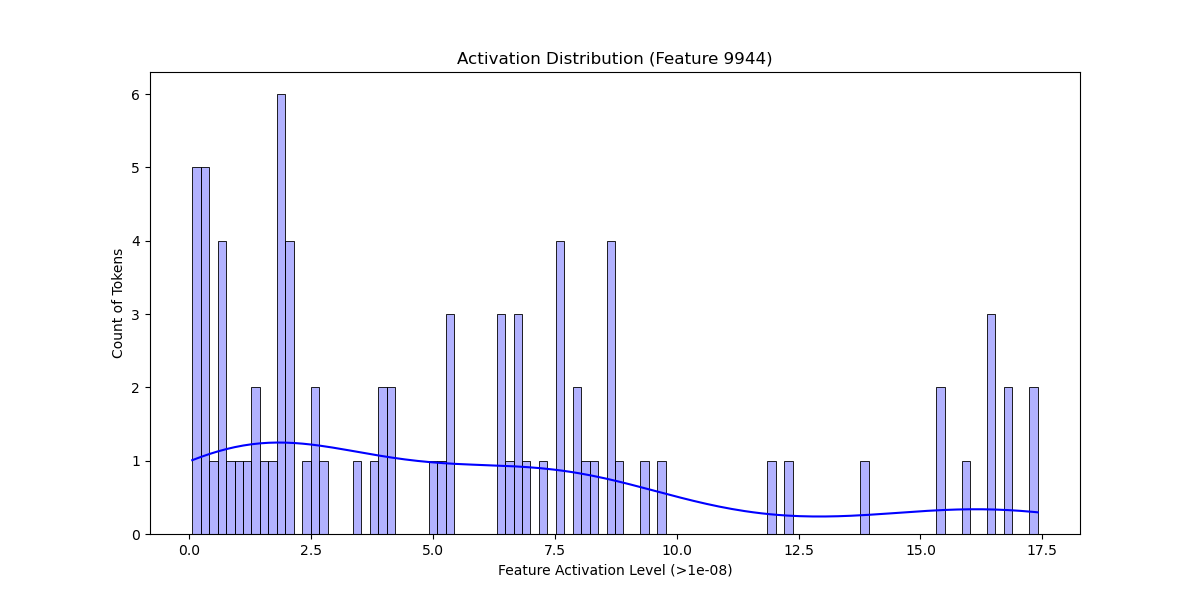 Activation Distribution (Feature 9944)
6
5
4
3
2
1
0
Count of Tokens
0.0 2.5 5.0 7.5 10.0 12.5 15.0 17.5
Feature Activation Level (>1e-08)